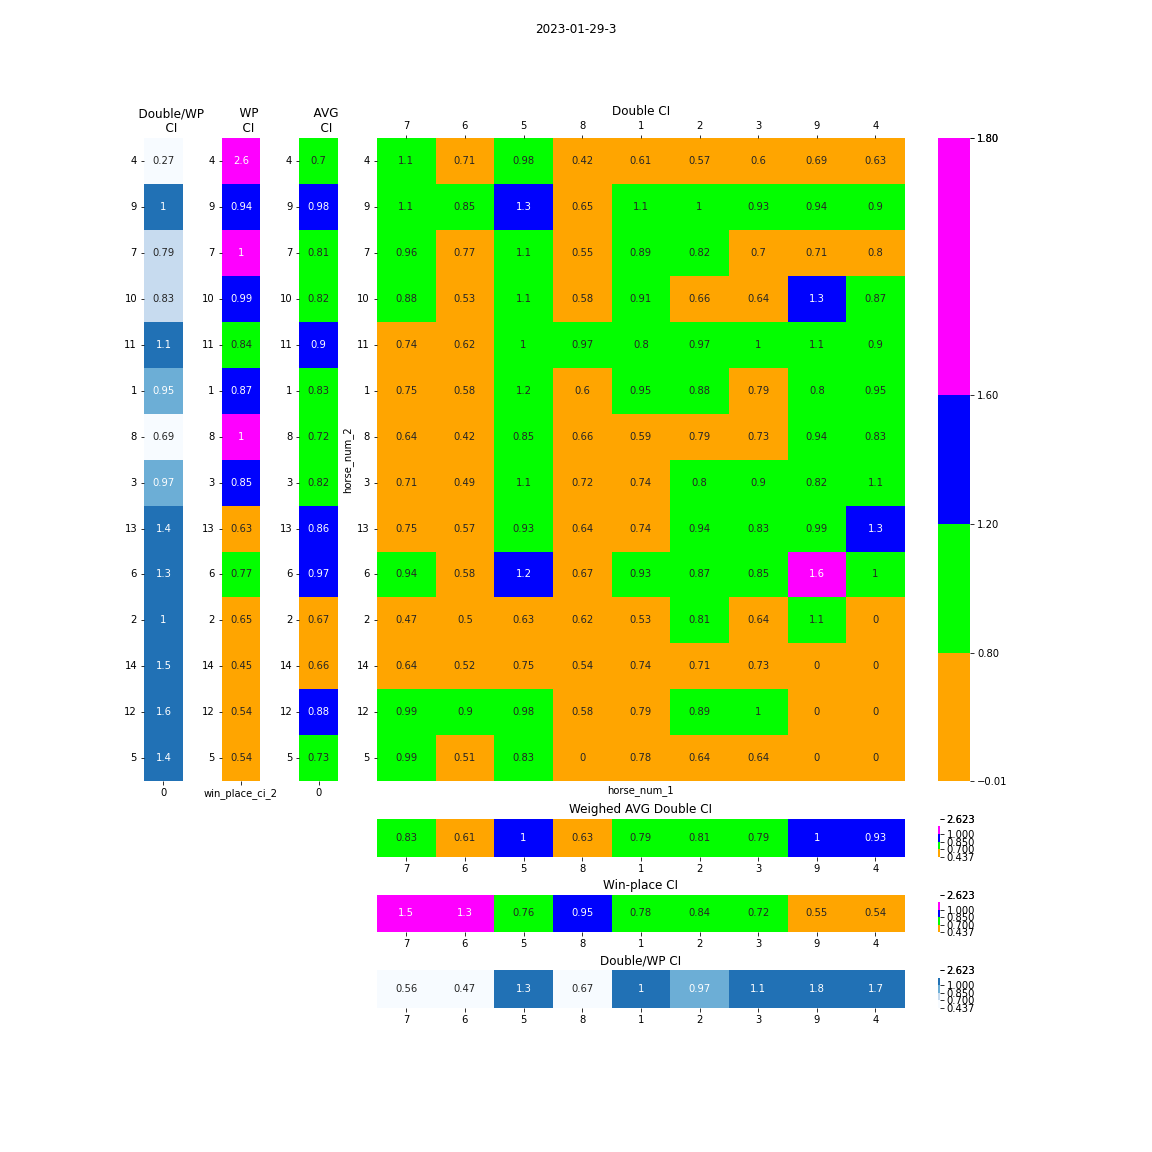 2023-01-29-3
Double/WP CI
WP CI
AVG CI
Double CI
7 6 5 8 1 2 3 9 4
1.80
4 0.27 4 2.6 4 0.7 4 1.1 0.71 0.98 0.42 0.61 0.57 0.6 0.69 0.63
9 1 9 0.94 9 0.98 9 1.1 0.85 1.3 0.65 1.1 1 0.93 0.94 0.9
7 0.79 7 1 7 0.81 7 0.96 0.77 1.1 0.55 0.89 0.82 0.7 0.71 0.8
10 0.83 10 0.99 10 0.82 10 0.88 0.53 1.1 0.58 0.91 0.66 0.64 1.3 0.87
11 1.1 11 0.84 11 0.9 11 0.74 0.62 1 0.97 0.8 0.97 1 1.1 0.9
1 0.95 1 0.87 1 0.83 1 0.75 0.58 1.2 0.6 0.95 0.88 0.79 0.8 0.95
1.60
8 0.69 8 1 8 0.72 8 0.64 0.42 0.85 0.66 0.59 0.79 0.73 0.94 0.83
horse_num_2
3 0.97 3 0.85 3 0.82 3 0.71 0.49 1.1 0.72 0.74 0.8 0.9 0.82 1.1
13 1.4 13 0.63 13 0.86 13 0.75 0.57 0.93 0.64 0.74 0.94 0.83 0.99 1.3
1.20
6 1.3 6 0.77 6 0.97 6 0.94 0.58 1.2 0.67 0.93 0.87 0.85 1.6 1
2 1 2 0.65 2 0.67 2 0.47 0.5 0.63 0.62 0.53 0.81 0.64 1.1 0
0.80
14 1.5 14 0.45 14 0.66 14 0.64 0.52 0.75 0.54 0.74 0.71 0.73 0 0
12 1.6 12 0.54 12 0.88 12 0.99 0.9 0.98 0.58 0.79 0.89 1 0 0
5 1.4 5 0.54 5 0.73 5 0.99 0.51 0.83 0 0.78 0.64 0.64 0 0
−0.01
0 win_place_ci_2 0 horse_num_1
Weighed AVG Double CI
0.83 0.61 1 0.63 0.79 0.81 0.79 1 0.93
7 6 5 8 1 2 3 9 4
2.623
1.000
0.850
0.700
0.437
Win-place CI
1.5 1.3 0.76 0.95 0.78 0.84 0.72 0.55 0.54
7 6 5 8 1 2 3 9 4
2.623
1.000
0.850
0.700
0.437
Double/WP CI
0.56 0.47 1.3 0.67 1 0.97 1.1 1.8 1.7
7 6 5 8 1 2 3 9 4
2.623
1.000
0.850
0.700
0.437